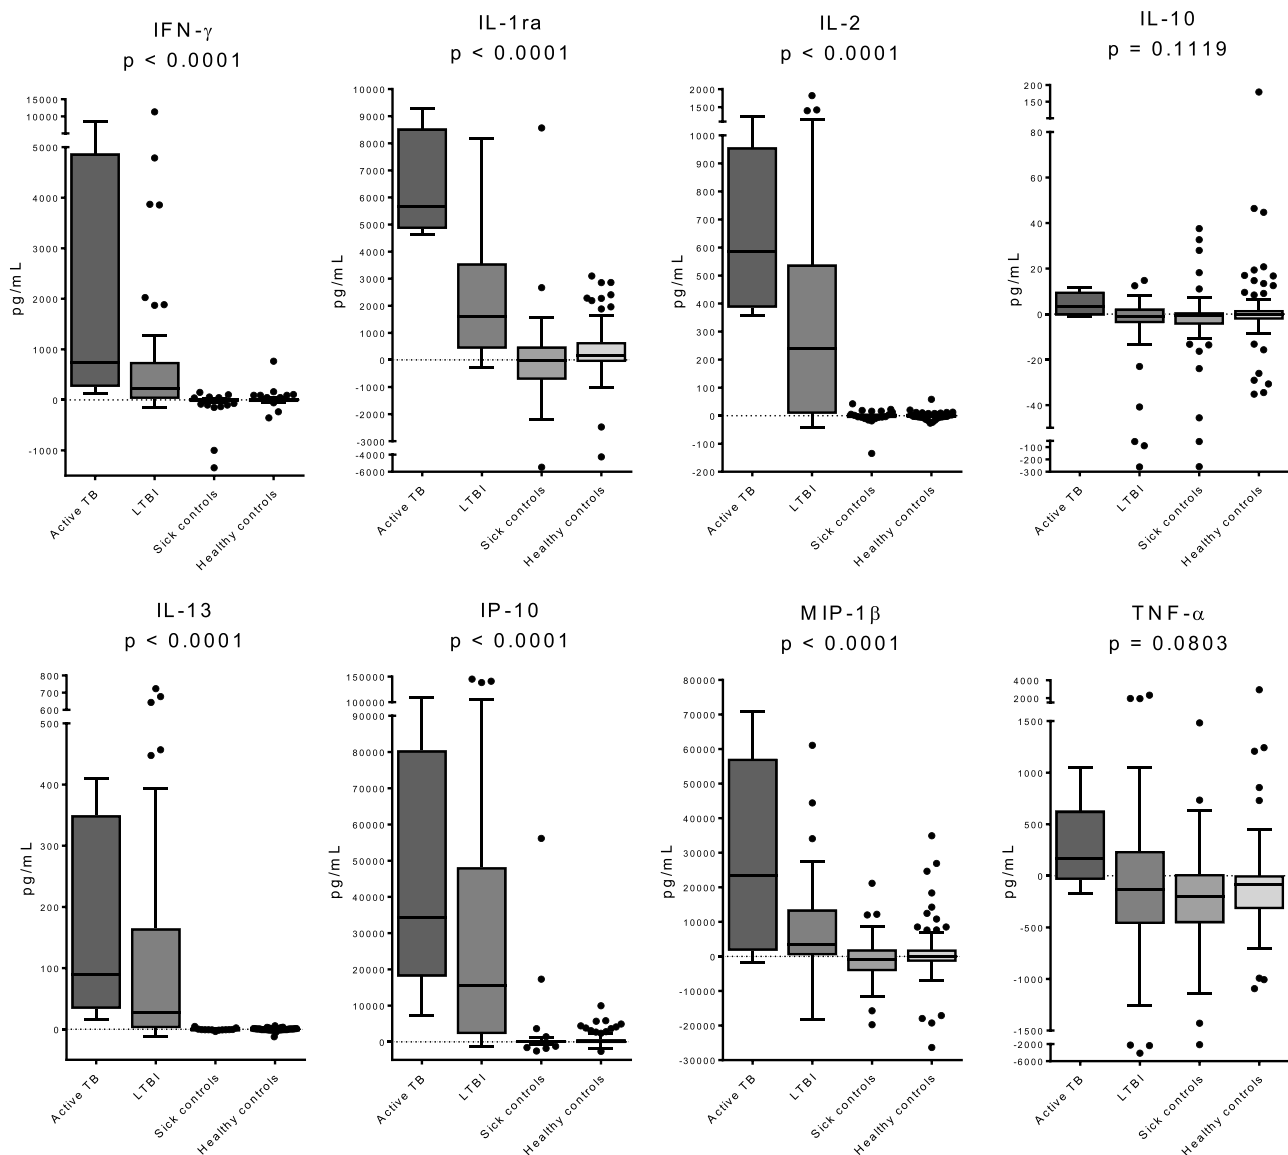 IFN-γ
p < 0.0001
pg/mL
15000
10000
5000
4000
3000
2000
1000
0
-1000
Active TB
LTBI
Sick controls
Healthy controls
IL-1ra
p < 0.0001
pg/mL
10000
9000
8000
7000
6000
5000
4000
3000
2000
1000
0
-1000
-2000
-3000
-4000
-6000
Active TB
LTBI
Sick controls
Healthy controls
IL-2
p < 0.0001
pg/mL
2000
1500
1000
900
800
700
600
500
400
300
200
100
0
-100
-200
Active TB
LTBI
Sick controls
Healthy controls
IL-10
p = 0.1119
pg/mL
200
150
100
80
60
40
20
0
-20
-40
-100
-200
-300
Active TB
LTBI
Sick controls
Healthy controls
IL-13
p < 0.0001
pg/mL
800
700
600
500
400
300
200
100
0
Active TB
LTBI
Sick controls
Healthy controls
IP-10
p < 0.0001
pg/mL
150000
100000
90000
80000
70000
60000
50000
40000
30000
20000
10000
0
Active TB
LTBI
Sick controls
Healthy controls
MIP-1β
p < 0.0001
pg/mL
80000
70000
60000
50000
40000
30000
20000
10000
0
-10000
-20000
-30000
Active TB
LTBI
Sick controls
Healthy controls
TNF-α
p = 0.0803
pg/mL
4000
2000
1500
1000
500
0
-500
-1000
-1500
-2000
-4000
-6000
Active TB
LTBI
Sick controls
Healthy controls